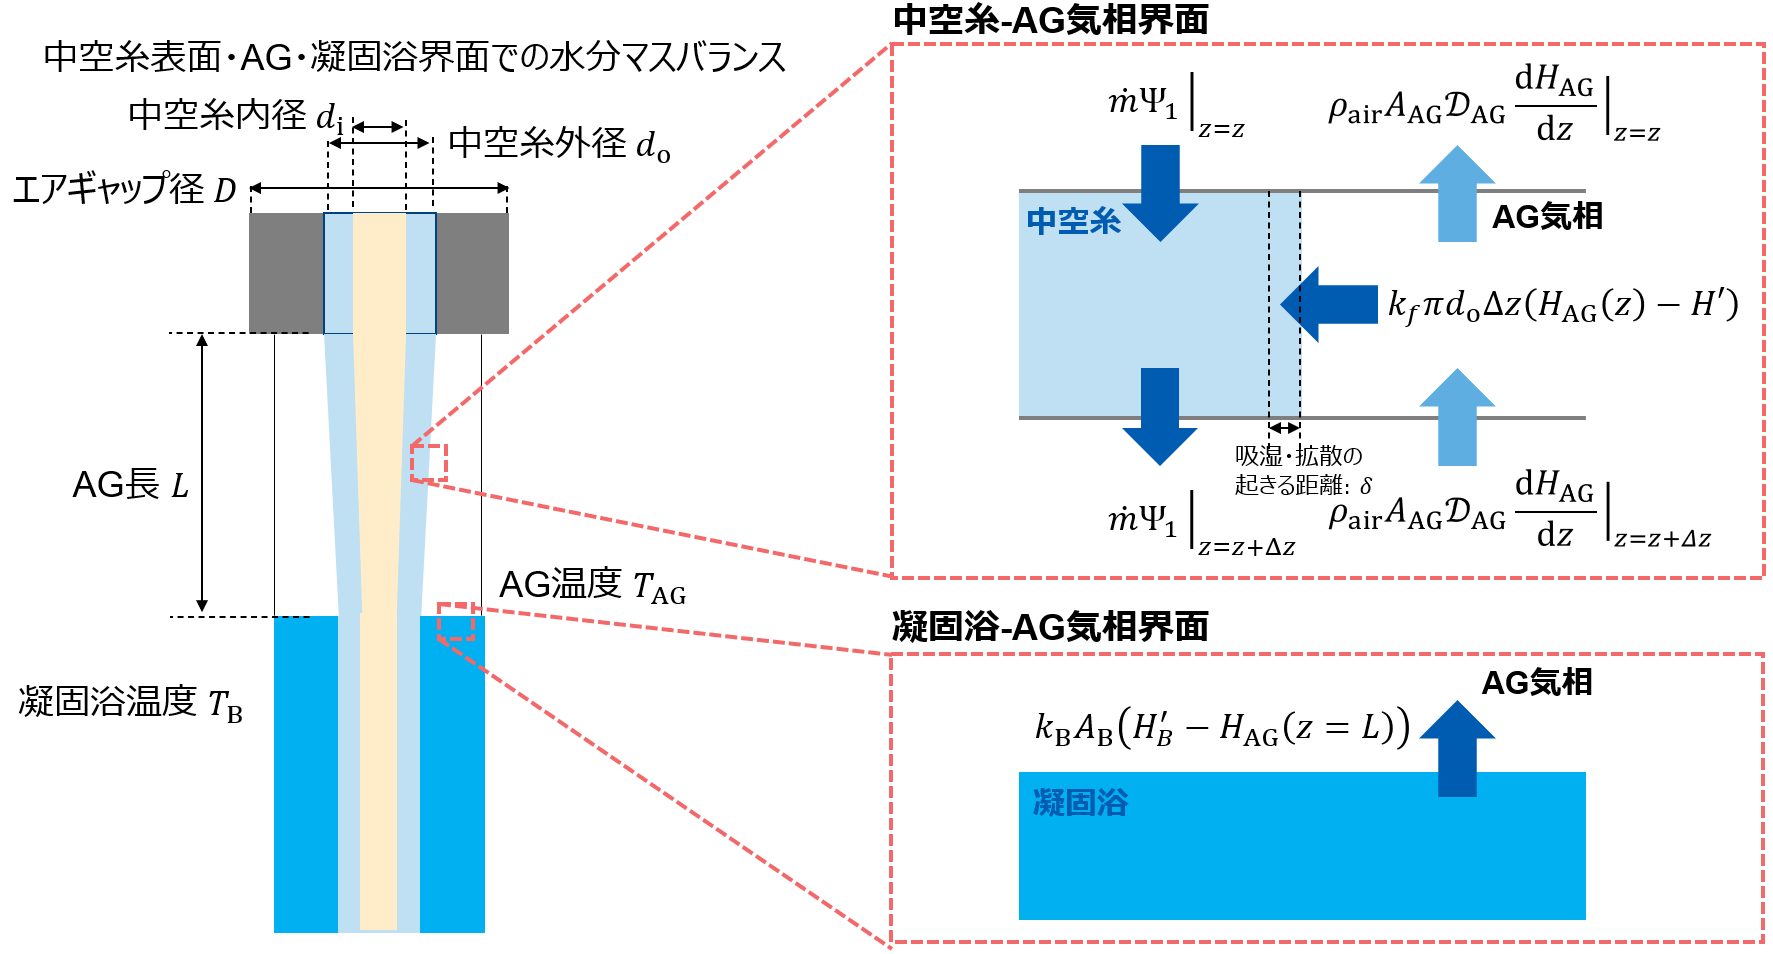 中空糸表面・AG・凝固浴界面での水分マスバランス
中空糸内径 dᵢ
中空糸外径 dₒ
エアギャップ径 D
AG長 L
AG温度 T_AG
凝固浴温度 T_B
中空糸-AG気相界面
ṁΨ₁|_{z=z}
ρ_air A_AG 𝒟_AG dH_AG/dz|_{z=z}
中空糸
AG気相
k_f πd_o Δz(H_AG(z) − H′)
吸湿・拡散の
起きる距離: δ
ṁΨ₁|_{z=z+Δz}
ρ_air A_AG 𝒟_AG dH_AG/dz|_{z=z+Δz}
凝固浴-AG気相界面
AG気相
k_B A_B(H′_B − H_AG(z = L))
凝固浴